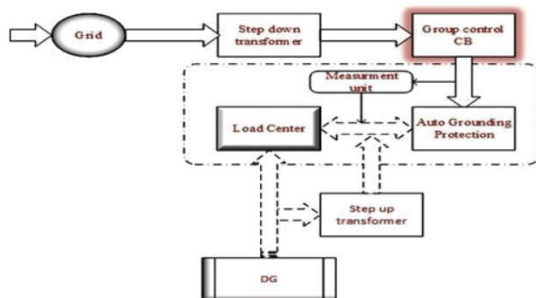 Grid
Step down
transformer
Group control
CB
Measurment
unit
Load Center
Auto Grounding
Protection
Step up
transformer
DG